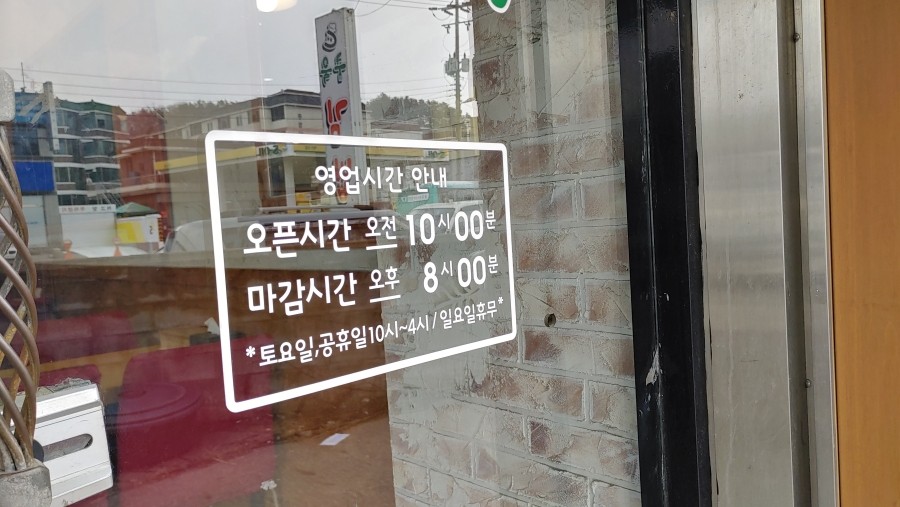 영업시간 안내
오픈시간 오전 10시 00분
마감시간 오후 8시 00분
*토요일,공휴일10시~4시 / 일요일휴무*